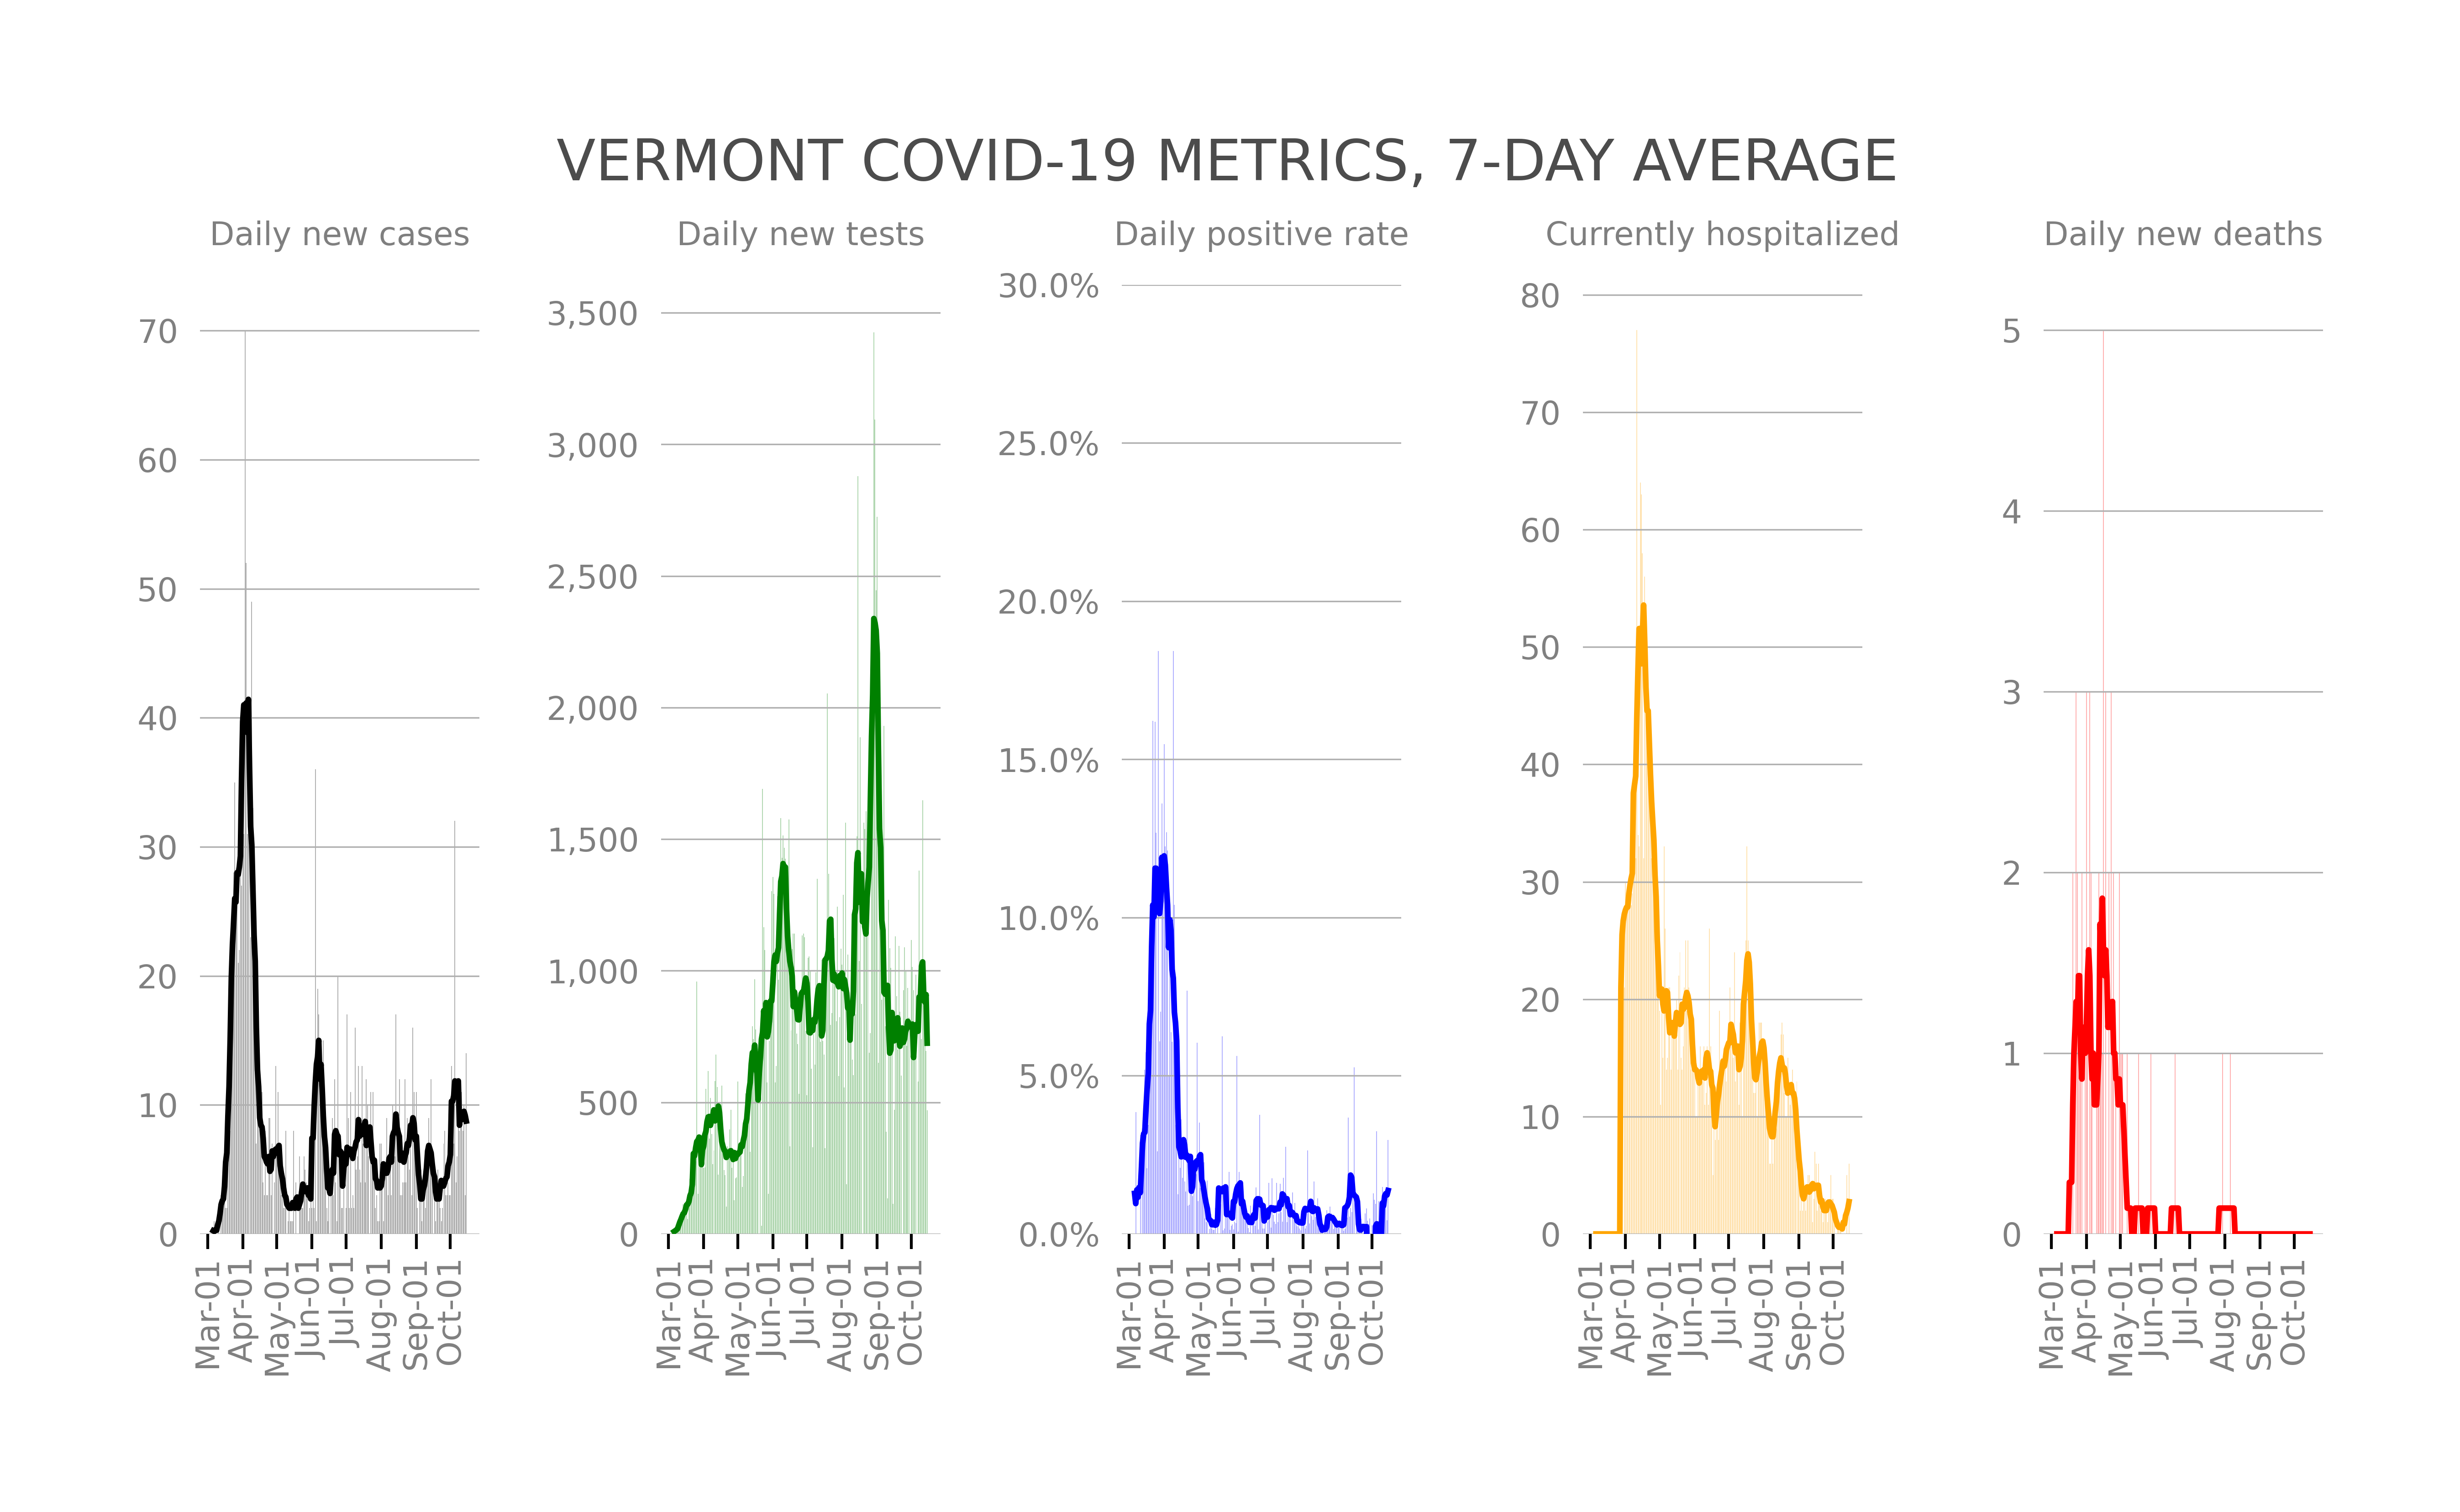 VERMONT COVID-19 METRICS, 7-DAY AVERAGE
Daily new cases
70
60
50
40
30
20
10
0
Mar-01
Apr-01
May-01
Jun-01
Jul-01
Aug-01
Sep-01
Oct-01
Daily new tests
3,500
3,000
2,500
2,000
1,500
1,000
500
0
Mar-01
Apr-01
May-01
Jun-01
Jul-01
Aug-01
Sep-01
Oct-01
Daily positive rate
30.0%
25.0%
20.0%
15.0%
10.0%
5.0%
0.0%
Mar-01
Apr-01
May-01
Jun-01
Jul-01
Aug-01
Sep-01
Oct-01
Currently hospitalized
80
70
60
50
40
30
20
10
0
Mar-01
Apr-01
May-01
Jun-01
Jul-01
Aug-01
Sep-01
Oct-01
Daily new deaths
5
4
3
2
1
0
Mar-01
Apr-01
May-01
Jun-01
Jul-01
Aug-01
Sep-01
Oct-01